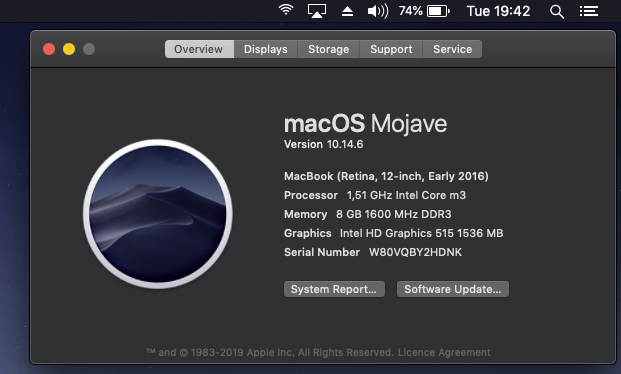 74% Tue 19:42
Overview Displays Storage Support Service
macOS Mojave
Version 10.14.6
MacBook (Retina, 12-inch, Early 2016)
Processor 1,51 GHz Intel Core m3
Memory 8 GB 1600 MHz DDR3
Graphics Intel HD Graphics 515 1536 MB
Serial Number W80VQBY2HDNK
System Report... Software Update...
™ and © 1983-2019 Apple Inc. All Rights Reserved. Licence Agreement